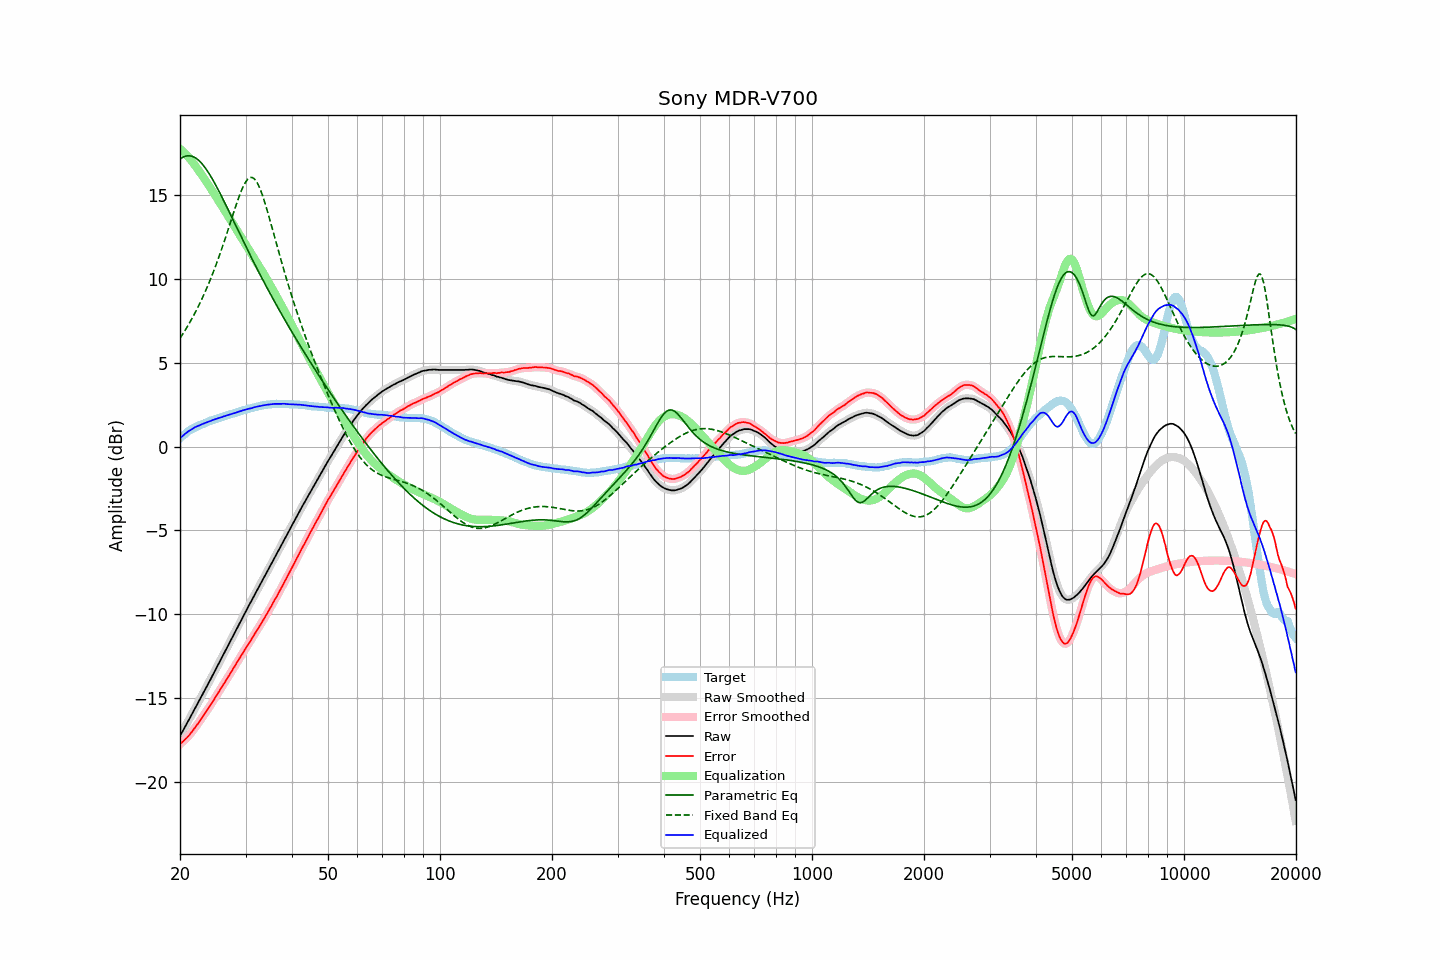 Sony MDR-V700
Amplitude (dBr)
15
10
5
0
−5
−10
−15
−20
20
50
100
200
500
1000
2000
5000
10000
20000
Frequency (Hz)
Target
Raw Smoothed
Error Smoothed
Raw
Error
Equalization
Parametric Eq
Fixed Band Eq
Equalized